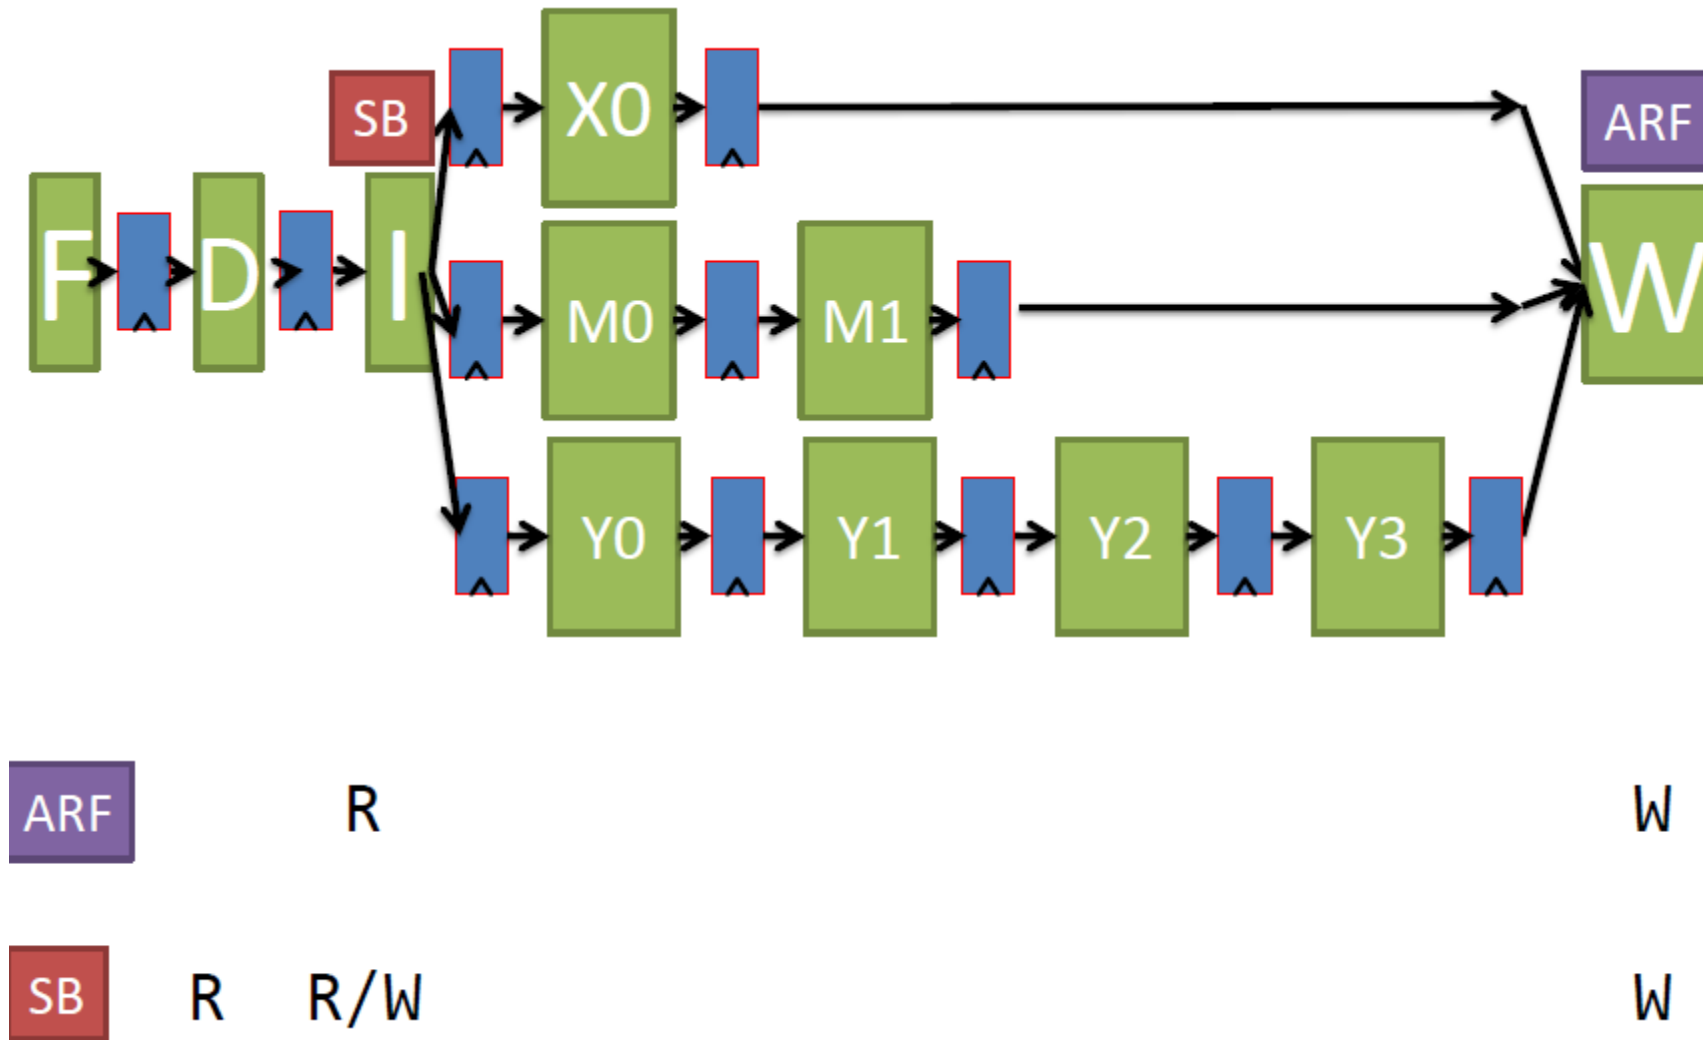 X0
SB
ARF
F D I
M0 M1
W
Y0 Y1 Y2 Y3
ARF R W
SB R R/W W